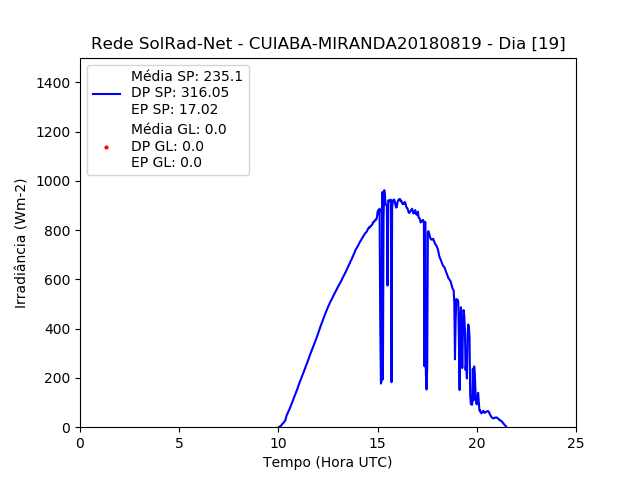 Rede SolRad-Net - CUIABA-MIRANDA20180819 - Dia [19]
Média SP: 235.1
DP SP: 316.05
EP SP: 17.02
Média GL: 0.0
DP GL: 0.0
EP GL: 0.0
1400
1200
1000
800
600
400
200
0
Irradiância (Wm-2)
0 5 10 15 20 25
Tempo (Hora UTC)